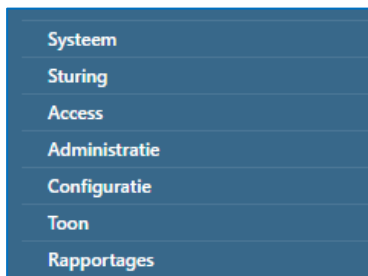 Systeem
Sturing
Access
Administratie
Configuratie
Toon
Rapportages